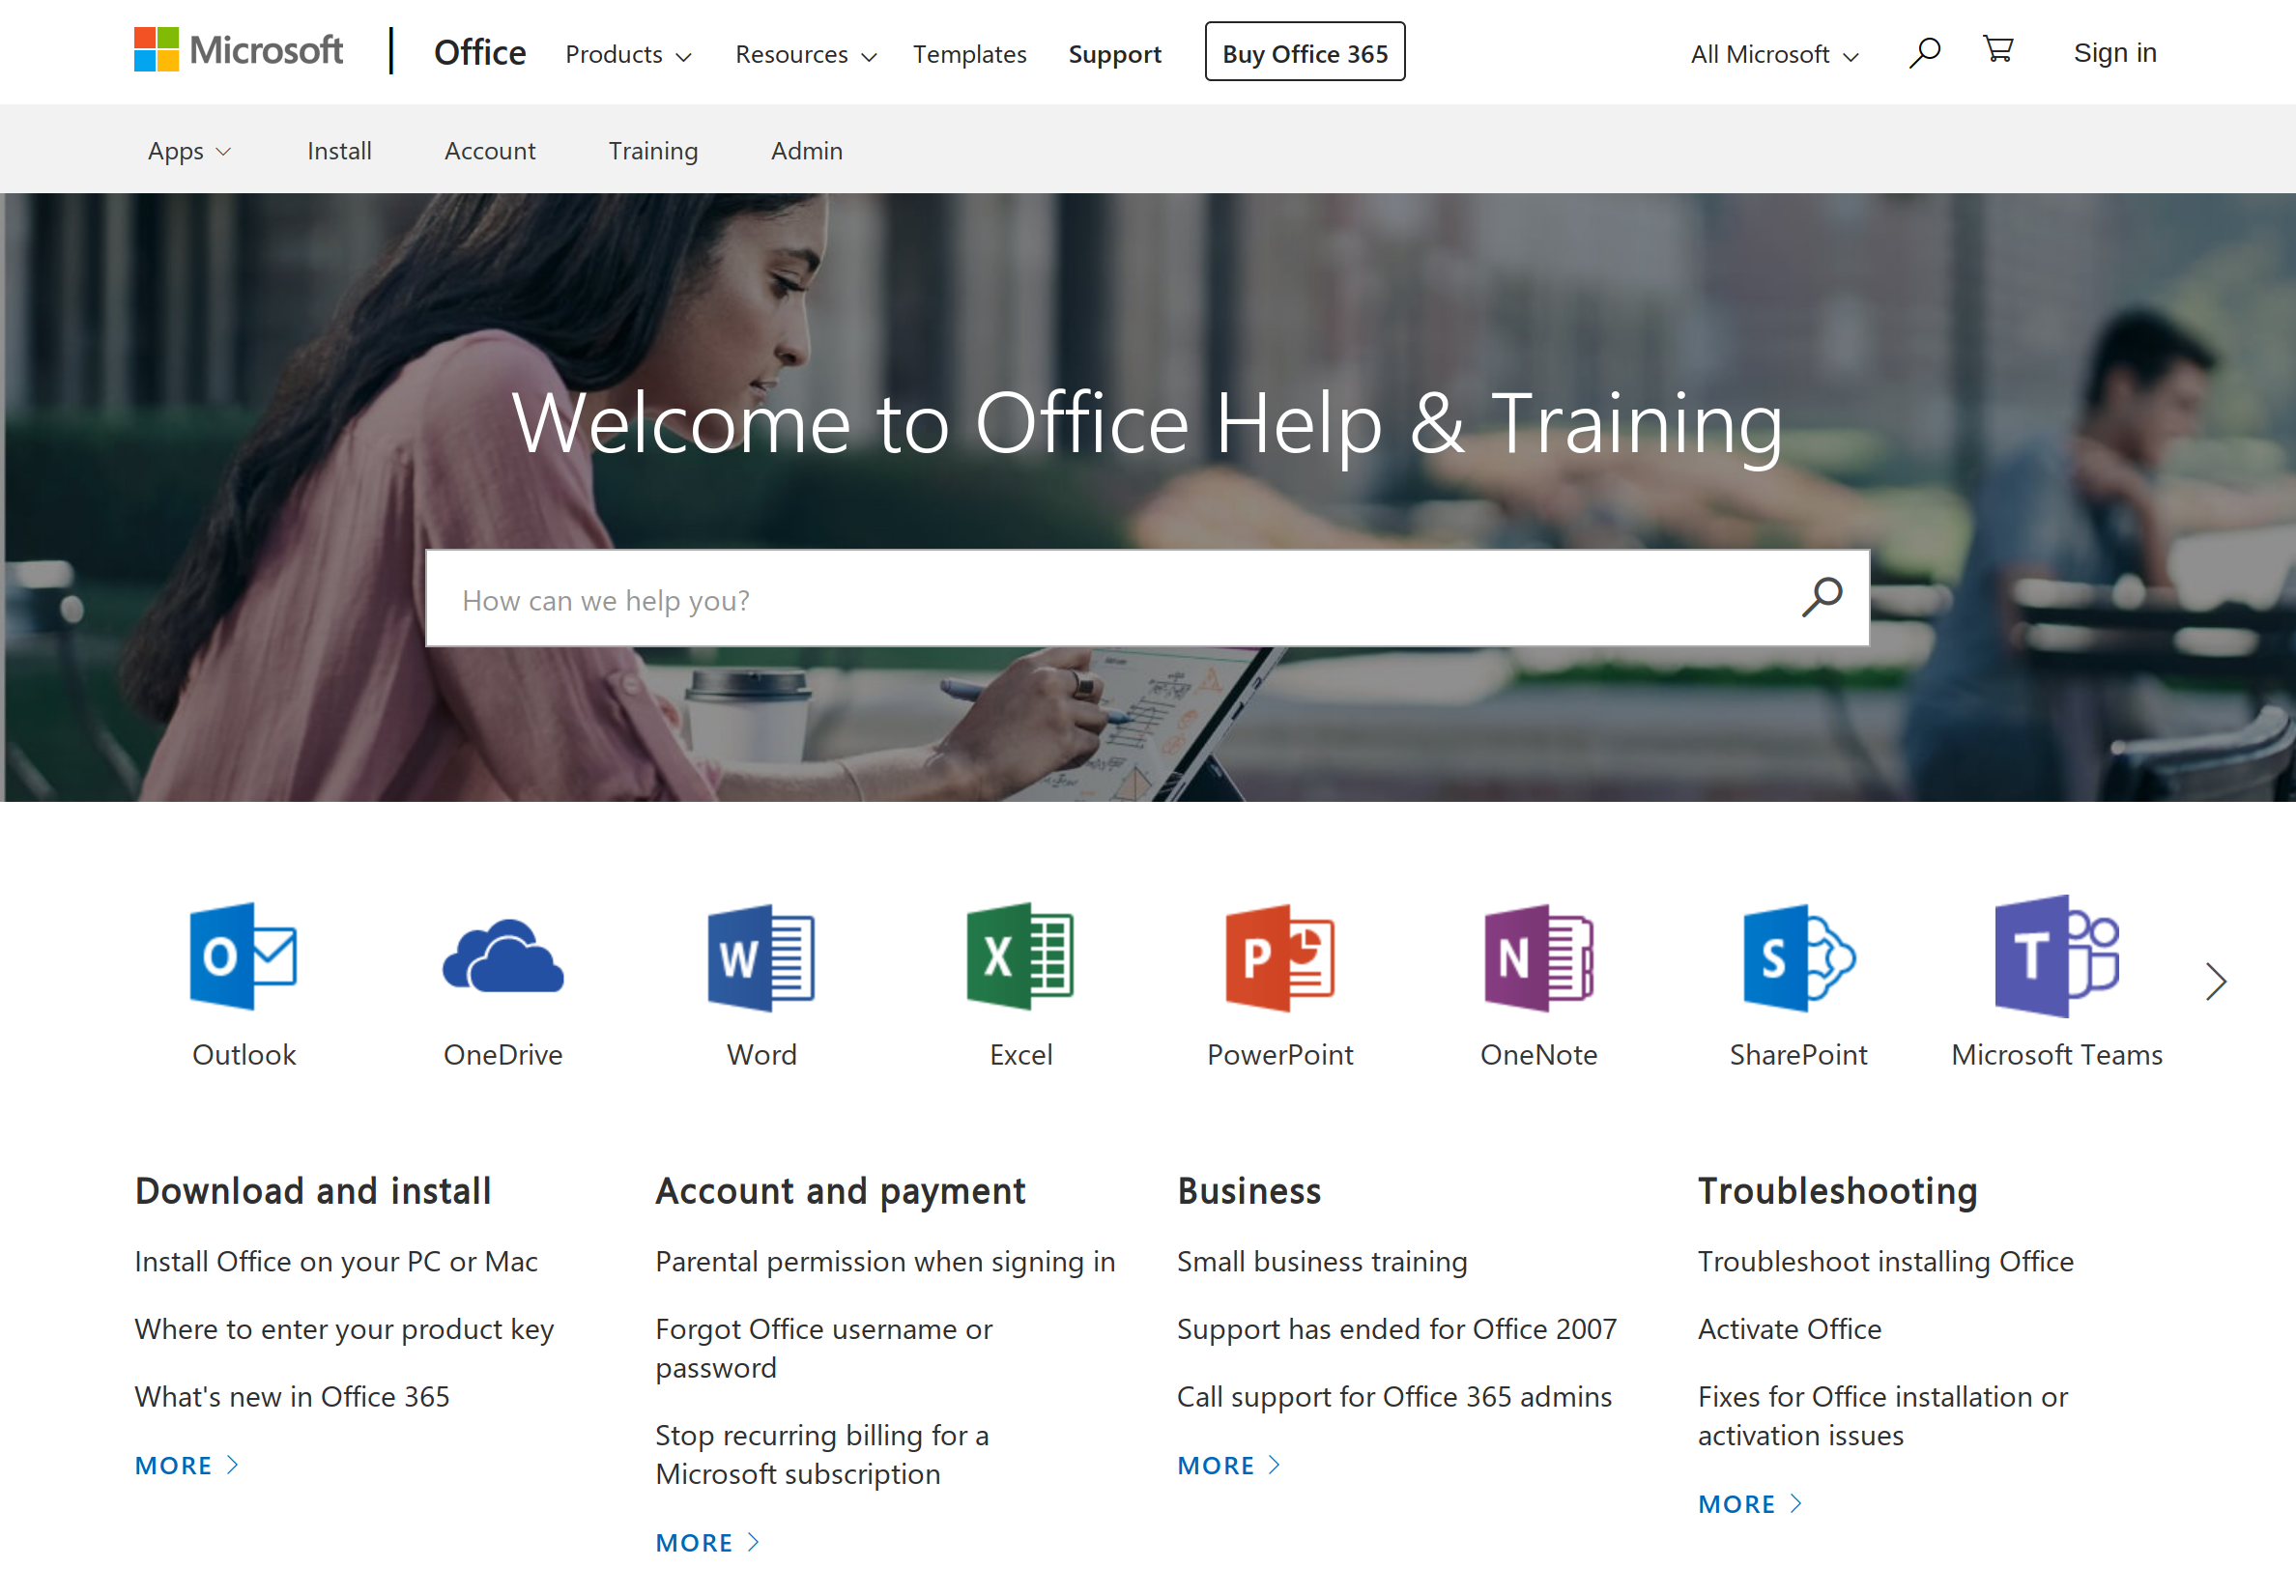 Microsoft
Office
Products
Resources
Templates
Support
Buy Office 365
All Microsoft
Sign in
Apps
Install
Account
Training
Admin
Welcome to Office Help & Training
How can we help you?
Outlook
OneDrive
Word
Excel
PowerPoint
OneNote
SharePoint
Microsoft Teams
Download and install
Install Office on your PC or Mac
Where to enter your product key
What's new in Office 365
MORE
Account and payment
Parental permission when signing in
Forgot Office username or
password
Stop recurring billing for a
Microsoft subscription
MORE
Business
Small business training
Support has ended for Office 2007
Call support for Office 365 admins
MORE
Troubleshooting
Troubleshoot installing Office
Activate Office
Fixes for Office installation or
activation issues
MORE